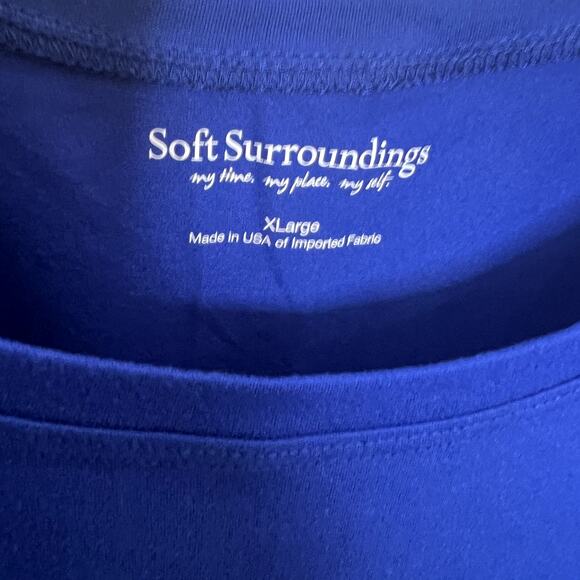 Soft Surroundings
my time. my place. my self.
XLarge
Made in USA of Imported Fabric